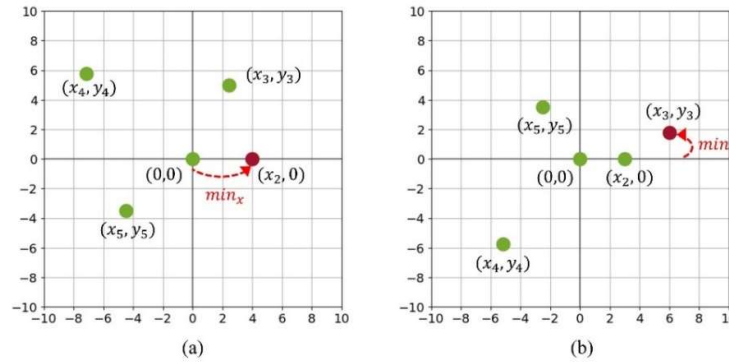 10
8
6
4
2
0
−2
−4
−6
−8
−10
−10 −8 −6 −4 −2 0 2 4 6 8 10
(x₄, y₄)
(x₃, y₃)
(0,0)
(x₂, 0)
minₓ
(x₅, y₅)
(a)
10
8
6
4
2
0
−2
−4
−6
−8
−10
−10 −8 −6 −4 −2 0 2 4 6 8 10
(x₃, y₃)
(x₅, y₅)
min
(0,0)
(x₂, 0)
(x₄, y₄)
(b)